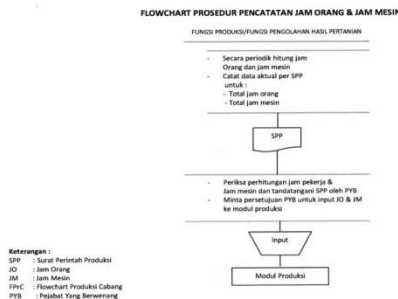 FLOWCHART PROSEDUR PENCATATAN JAM ORANG & JAM MESIN
FUNGSI PRODUKSI/FUNGSI PENGOLAHAN HASIL PERTANIAN
- Secara periodik hitung jam
Orang dan jam mesin
- Catat data aktual per SPP
untuk :
- Total jam orang
- Total jam mesin
SPP
- Periksa perhitungan jam pekerja &
Jam mesin dan tandatangani SPP oleh PYB
- Minta persetujuan PYB untuk input JO & JM
ke modul produksi
Input
Modul Produksi
Keterangan :
SPP : Surat Perintah Produksi
JO : Jam Orang
JM : Jam Mesin
FPrC : Flowchart Produksi Cabang
PYB : Pejabat Yang Berwenang